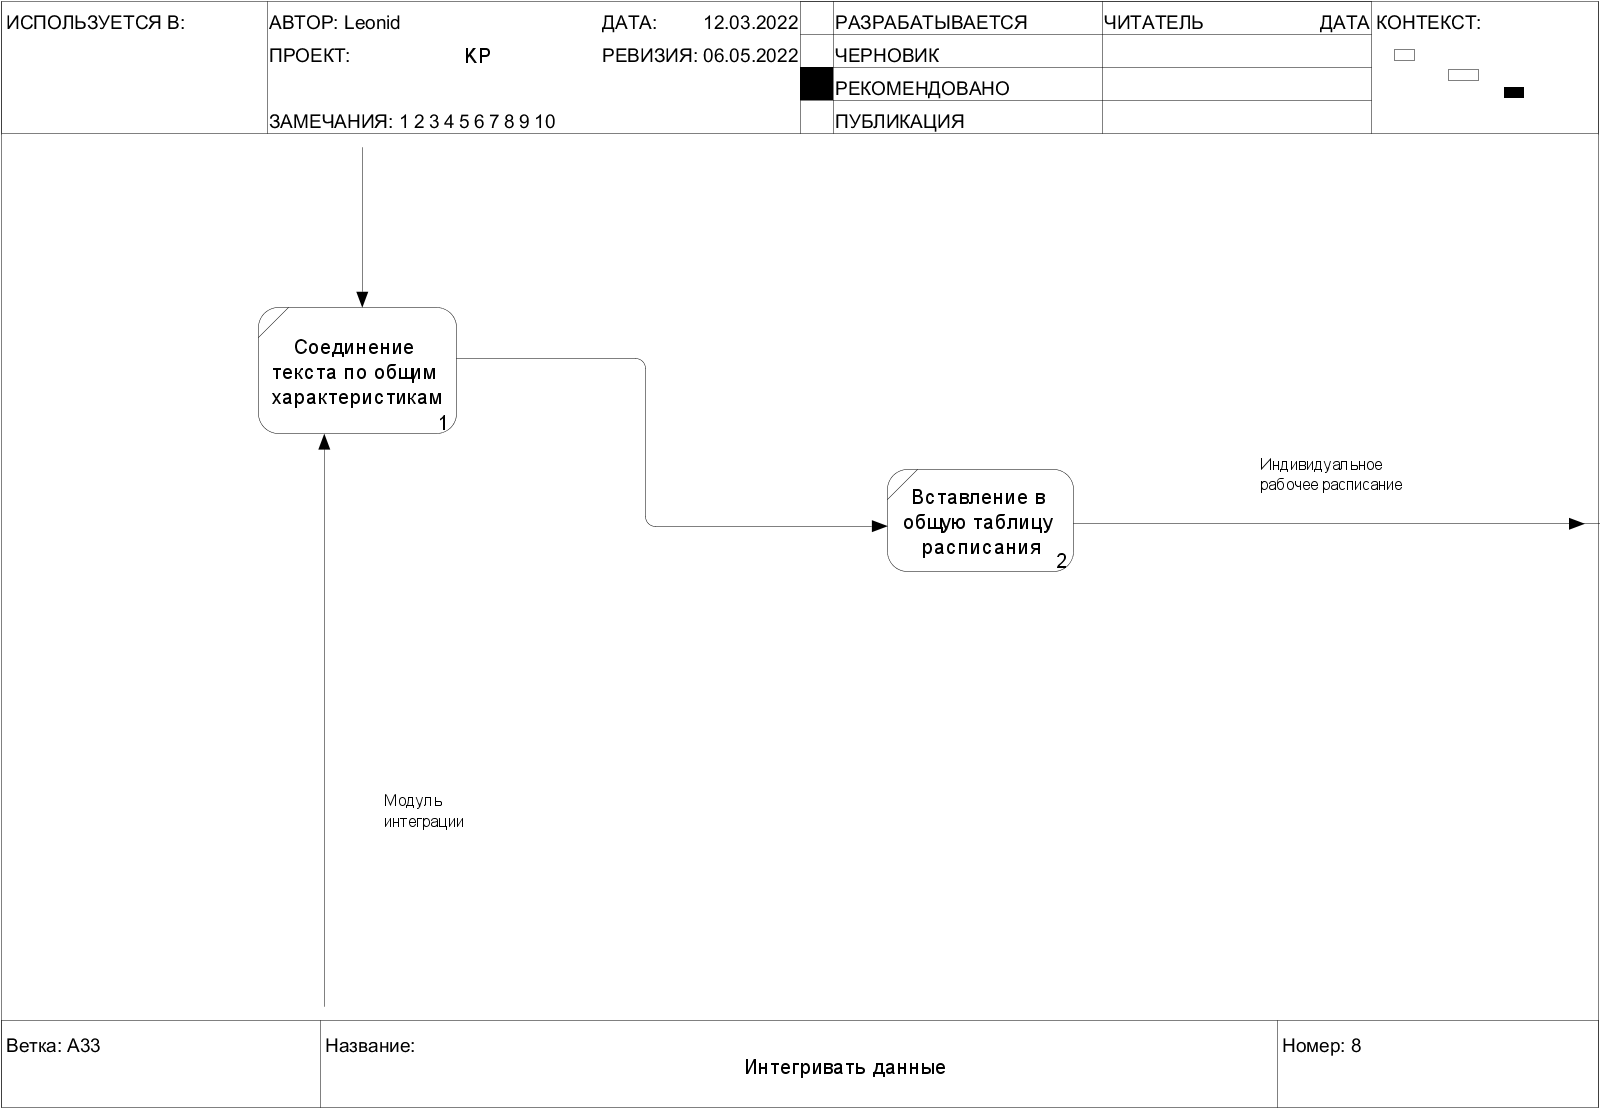 ИСПОЛЬЗУЕТСЯ В:
АВТОР: Leonid
ДАТА: 12.03.2022
РАЗРАБАТЫВАЕТСЯ
ЧИТАТЕЛЬ
ДАТА
КОНТЕКСТ:
ПРОЕКТ: КР
РЕВИЗИЯ: 06.05.2022
ЧЕРНОВИК
РЕКОМЕНДОВАНО
ЗАМЕЧАНИЯ: 1 2 3 4 5 6 7 8 9 10
ПУБЛИКАЦИЯ
Соединение
текста по общим
характеристикам
1
Вставление в
общую таблицу
расписания
2
Индивидуальное
рабочее расписание
Модуль
интеграции
Ветка: A33
Название:
Интегривать данные
Номер: 8